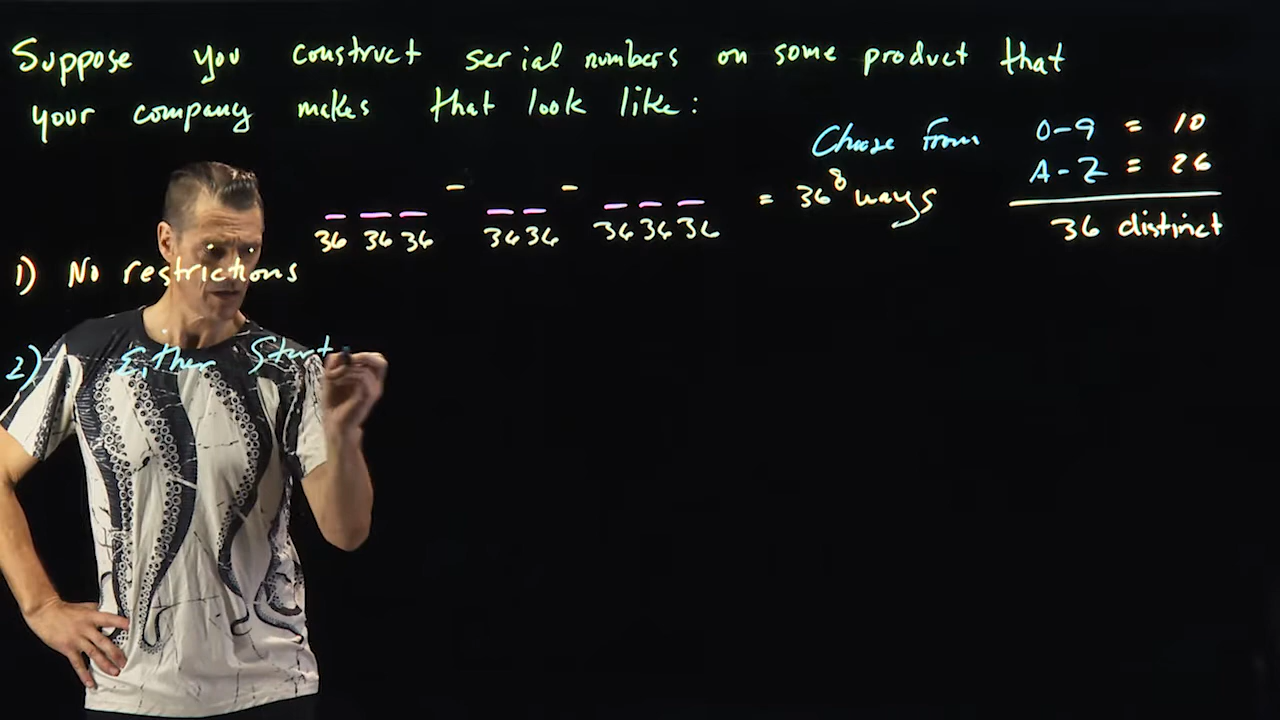 Suppose you construct serial numbers on some product that
your company makes that look like:
Choose from 0-9 = 10
A-Z = 26
36 distinct
_ _ _ - _ _ - _ _ _ = 36^8 ways
36 36 36 36 36 36 36 36
1) No restrictions
2) Either Start